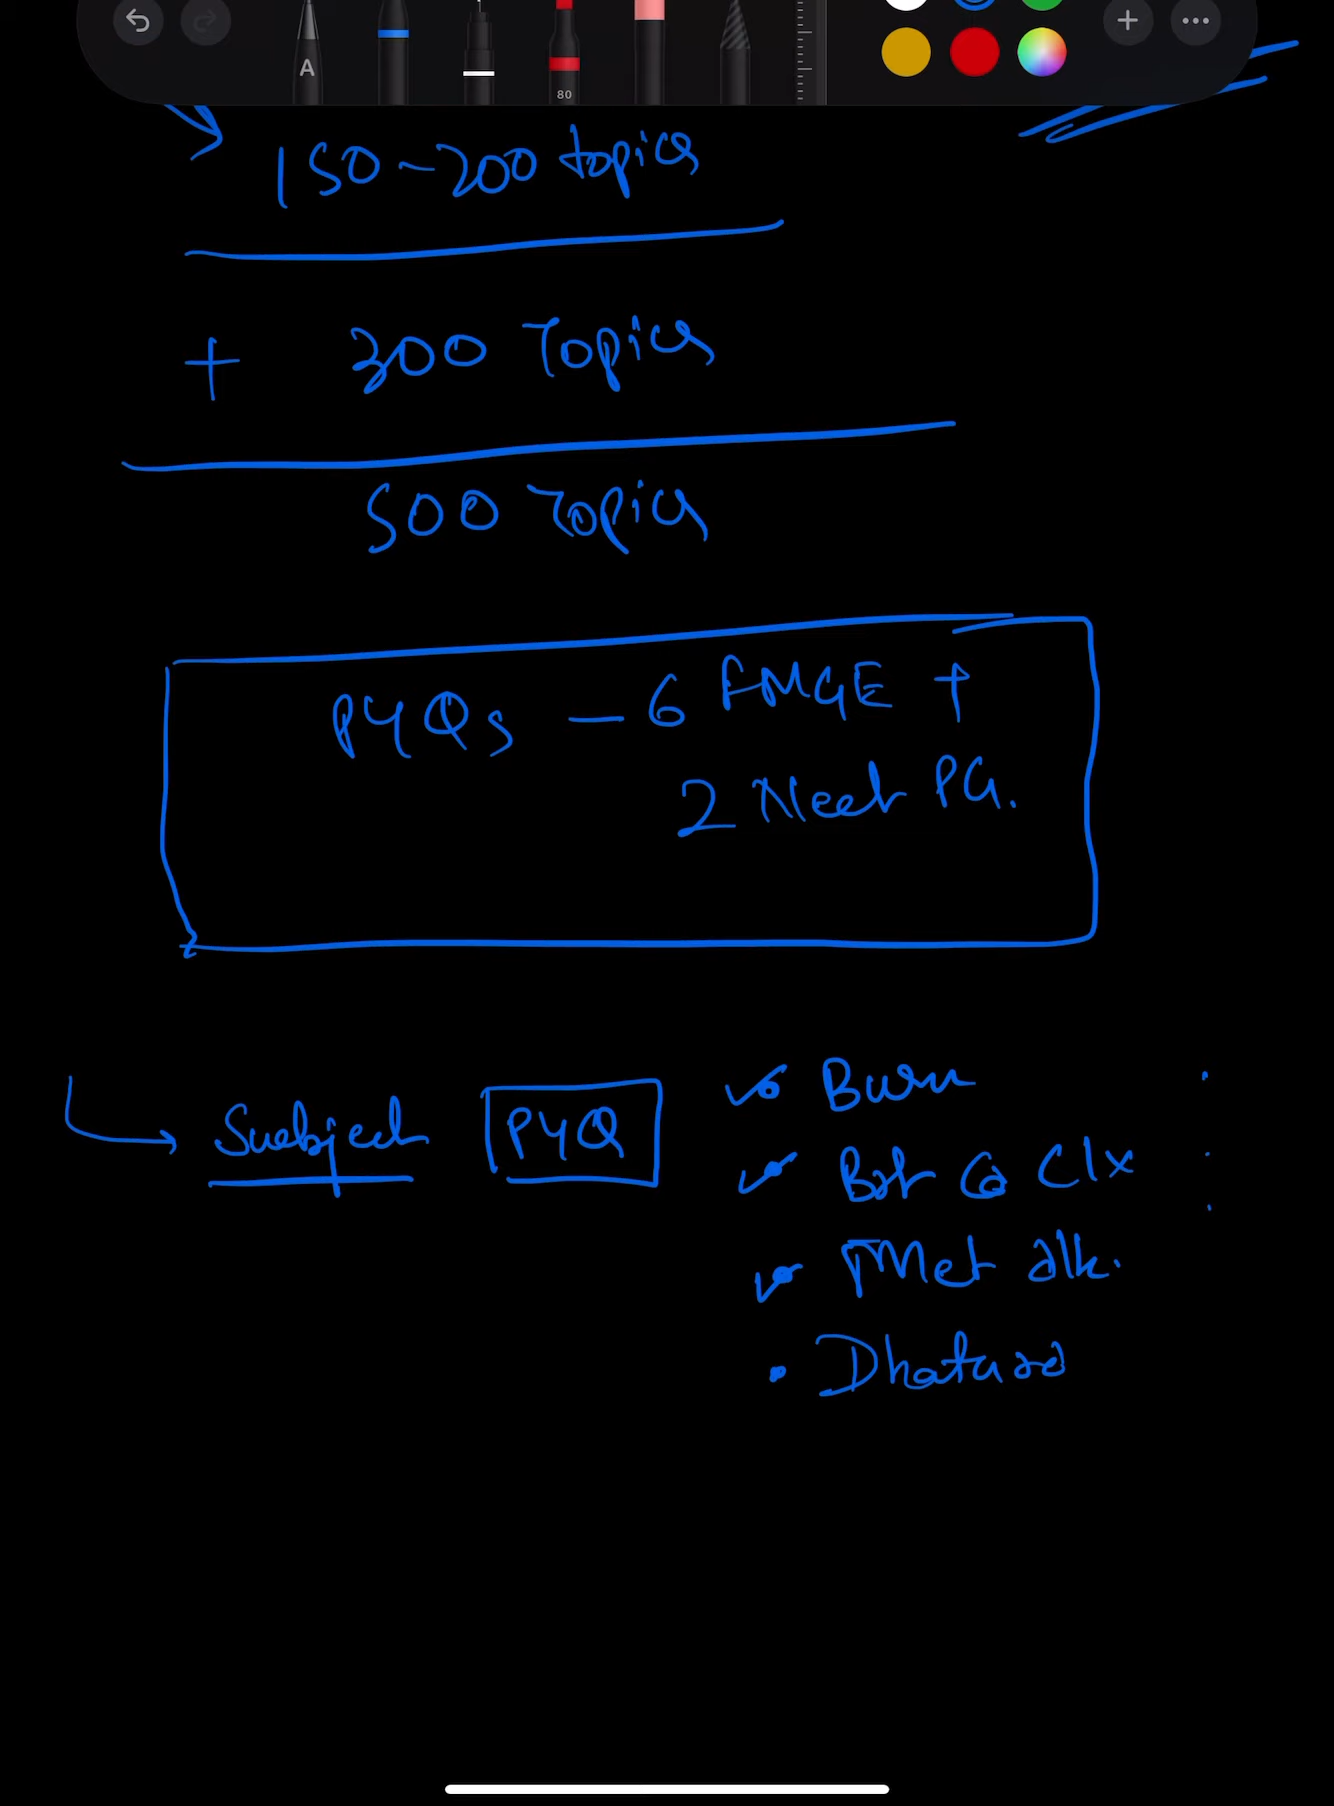 A
80
150-200 topics
+ 300 Topics
500 Topics
PYQs - 6 FMGE +
2 Neet PG.
Subject PYQ
Burn
@ Clx
Met alk.
Dhatura